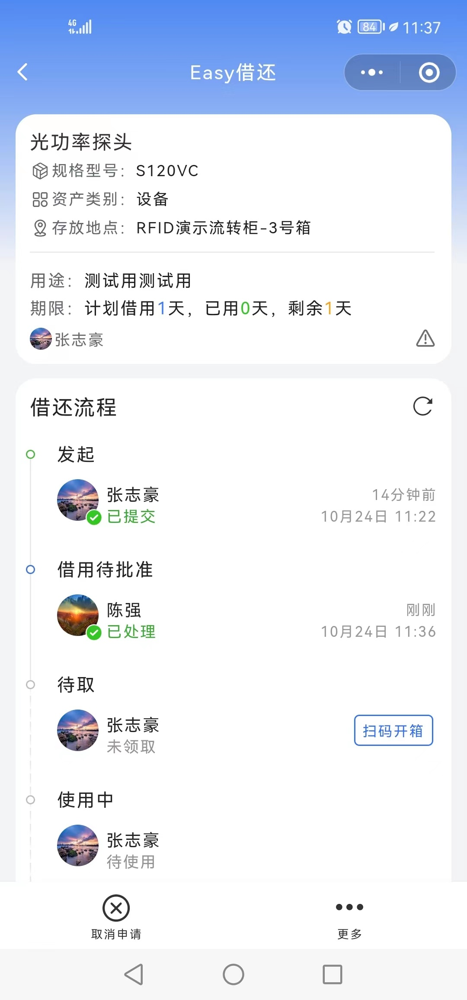 4G
84
11:37
Easy借还
光功率探头
规格型号: S120VC
资产类别: 设备
存放地点: RFID演示流转柜-3号箱
用途: 测试用测试用
期限: 计划借用1天, 已用0天, 剩余1天
张志豪
借还流程
发起
张志豪 14分钟前
已提交 10月24日 11:22
借用待批准
陈强 刚刚
已处理 10月24日 11:36
待取
张志豪
未领取
扫码开箱
使用中
张志豪
待使用
取消申请 更多